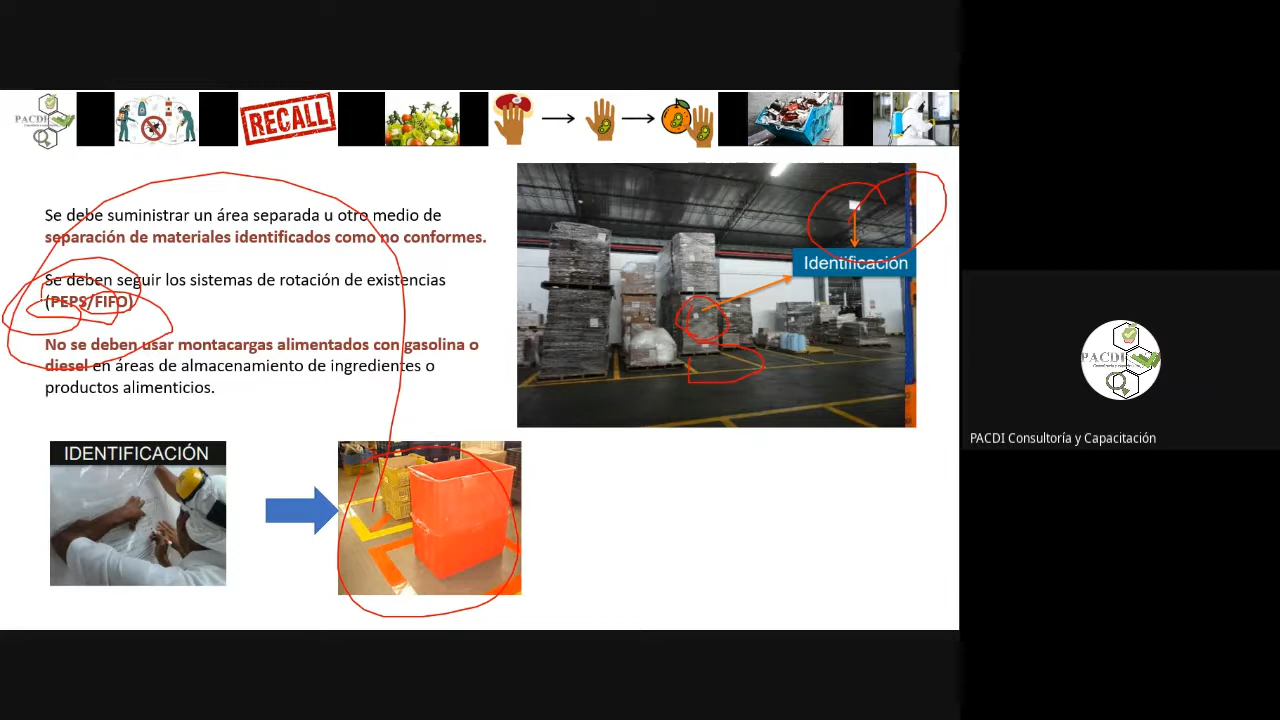 PACDI
RECALL
Se debe suministrar un área separada u otro medio de
separación de materiales identificados como no conformes.
Se deben seguir los sistemas de rotación de existencias
(PEPS/FIFO)
No se deben usar montacargas alimentados con gasolina o
diesel en áreas de almacenamiento de ingredientes o
productos alimenticios.
Identificación
IDENTIFICACIÓN
PACDI
PACDI Consultoría y Capacitación